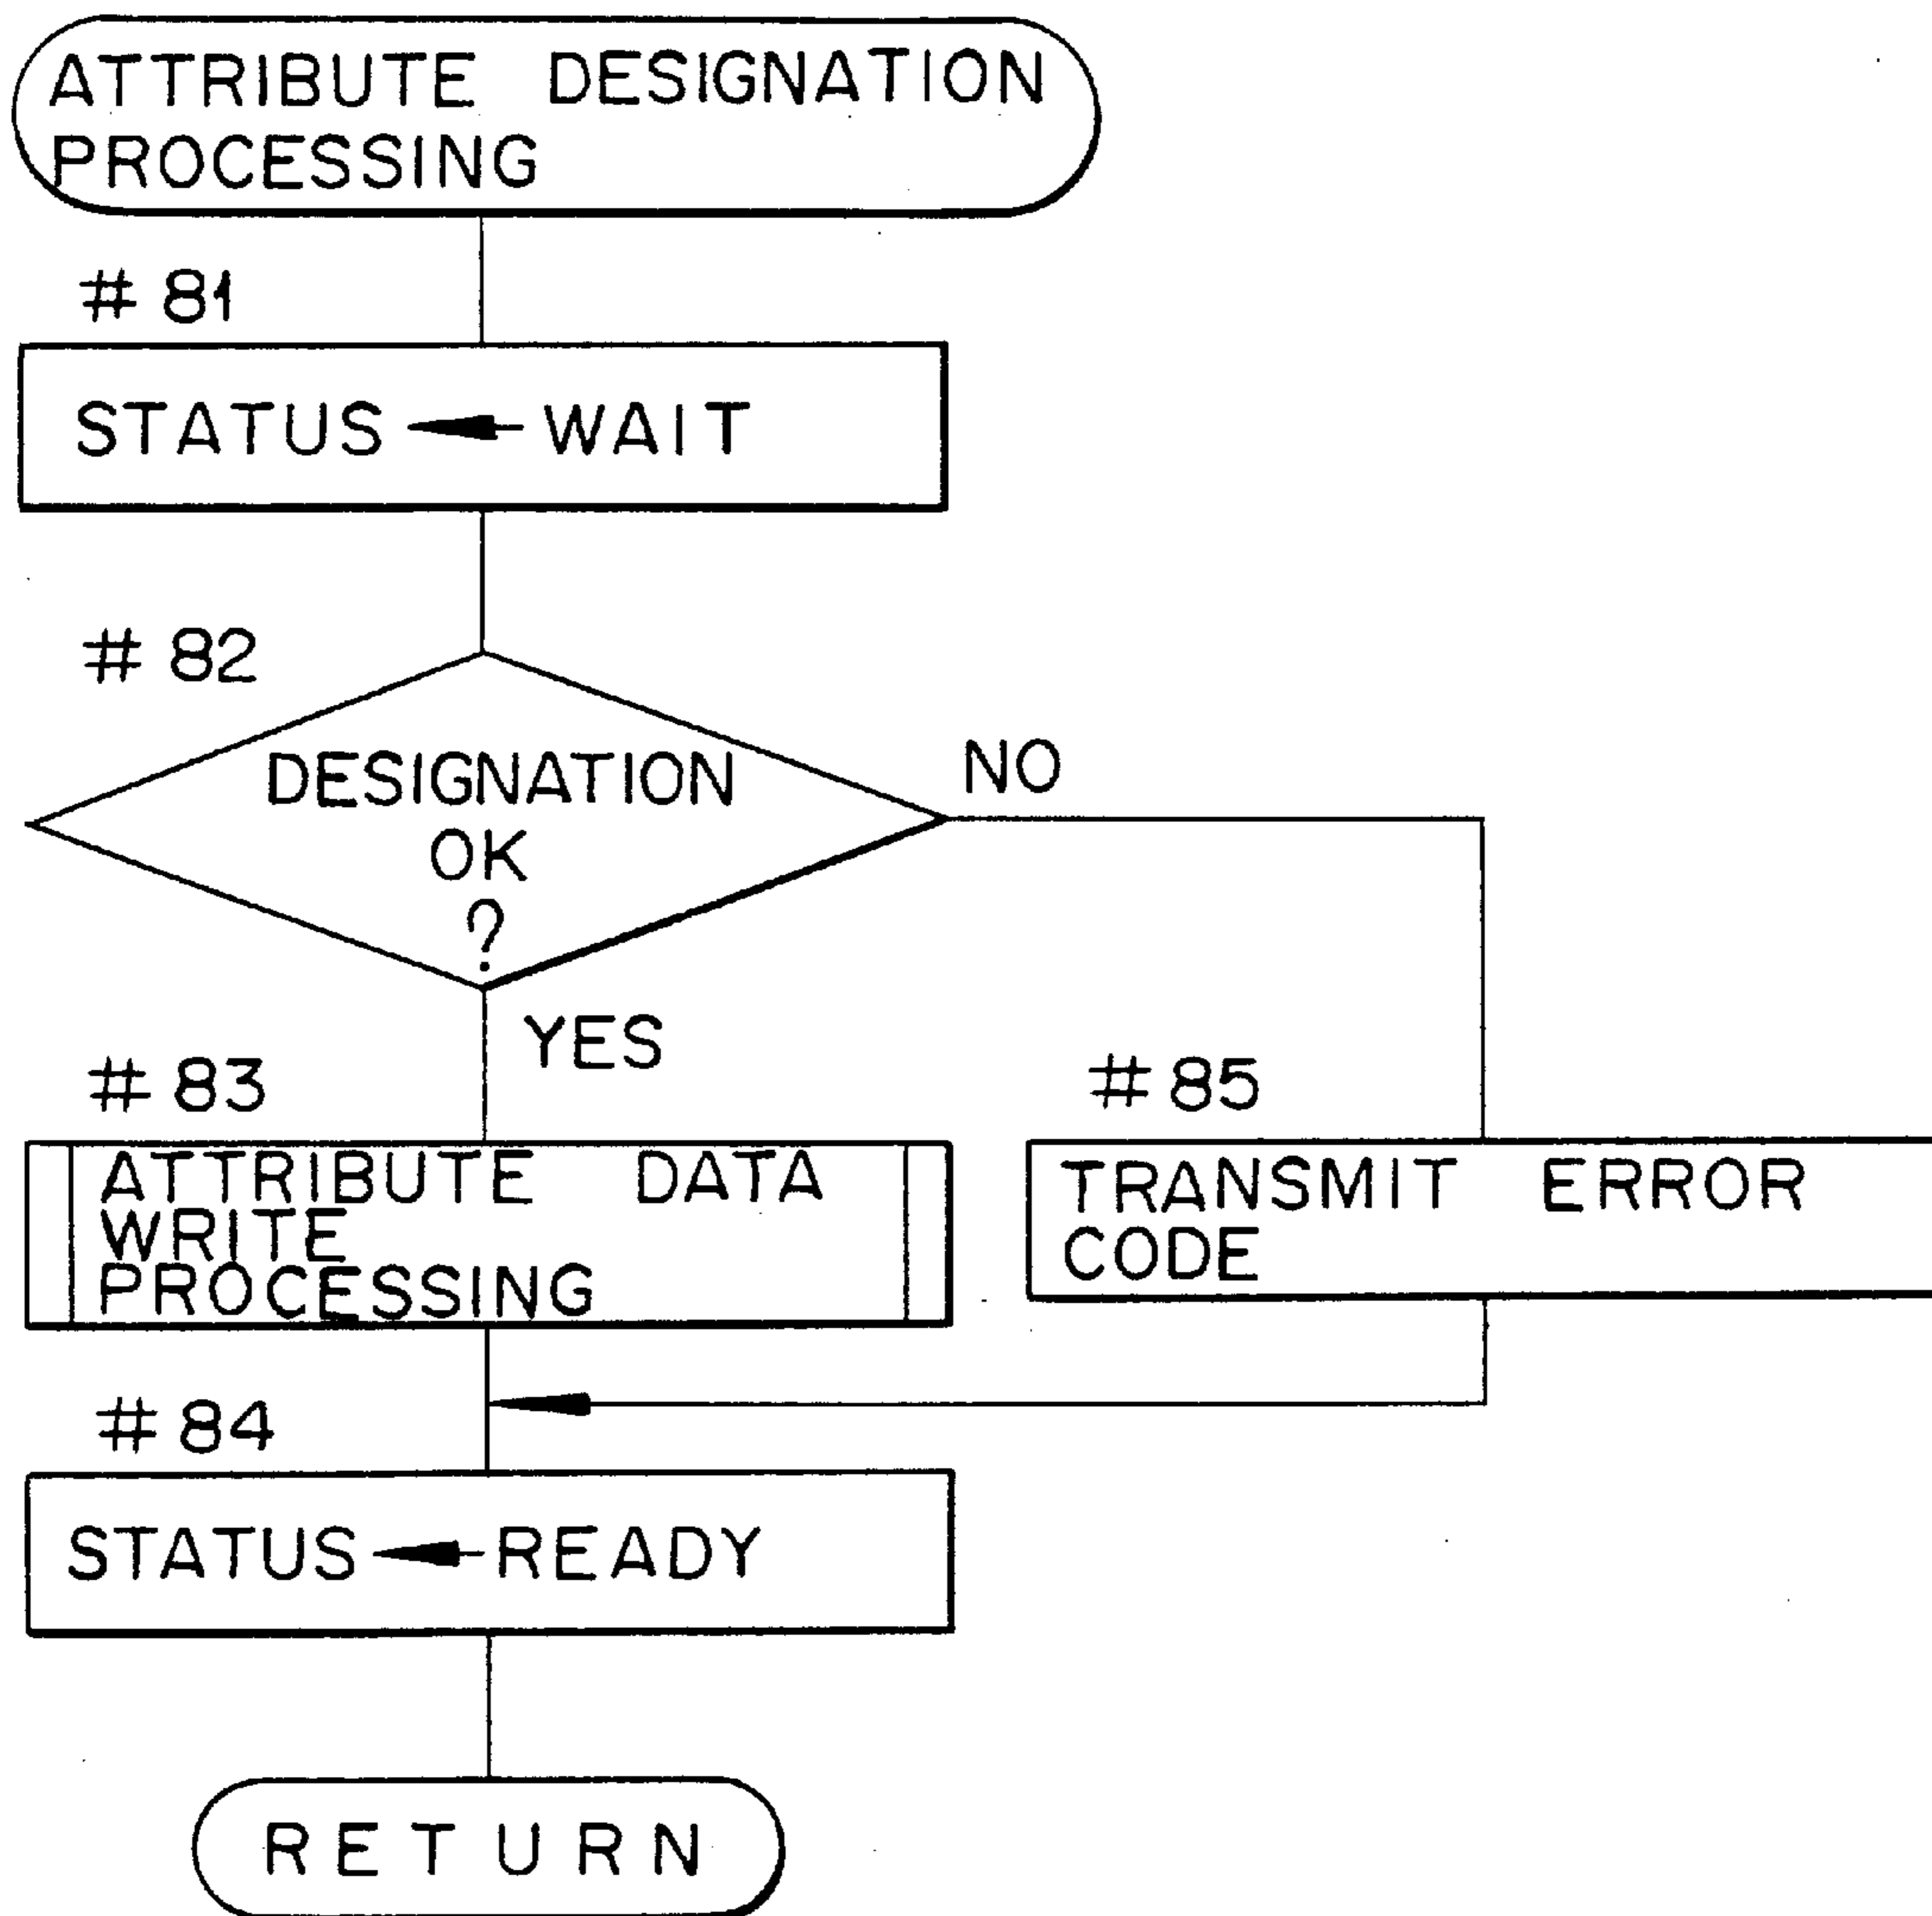 ATTRIBUTE DESIGNATION
PROCESSING
# 81
STATUS ← WAIT
# 82
DESIGNATION
OK
?
NO
YES
# 83
ATTRIBUTE DATA
WRITE
PROCESSING
# 85
TRANSMIT ERROR
CODE
# 84
STATUS ← READY
RETURN